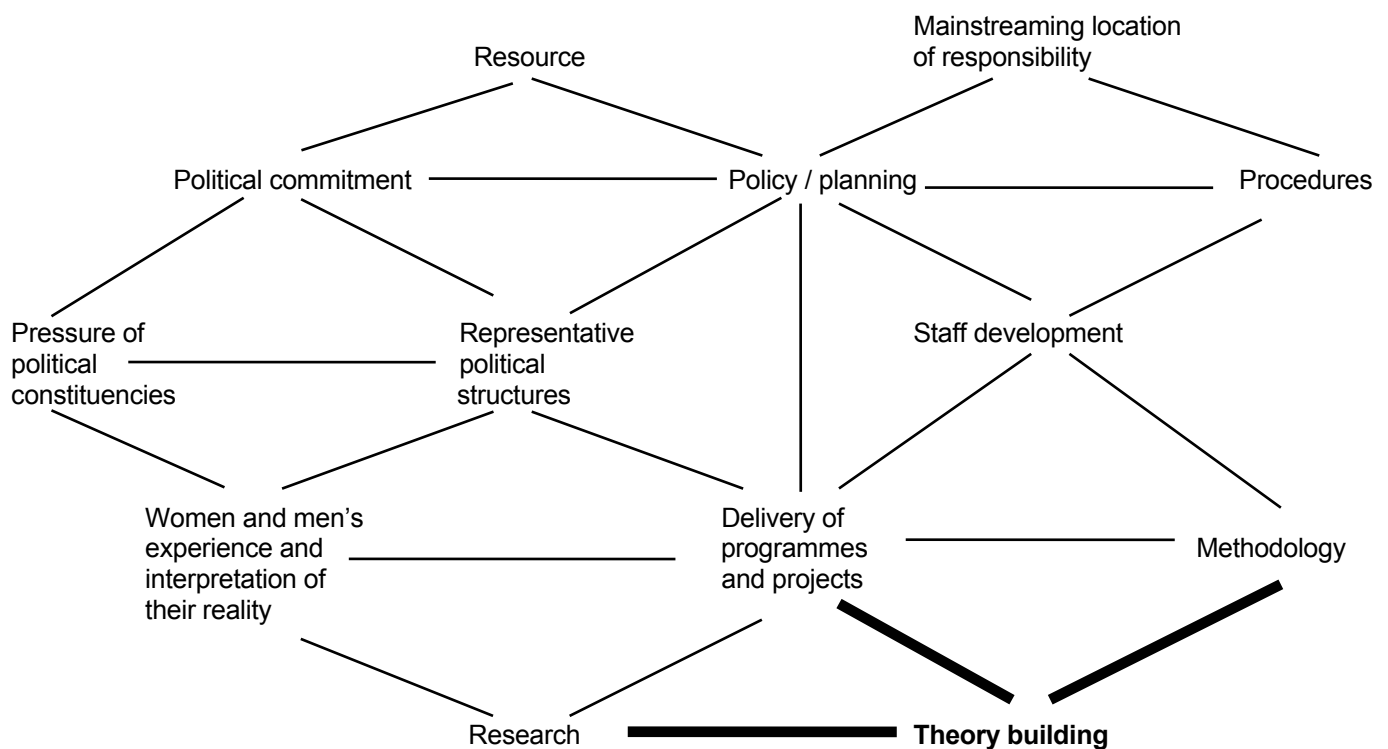 Mainstreaming location
of responsibility
Resource
Political commitment
Policy / planning
Procedures
Pressure of
political
constituencies
Representative
political
structures
Staff development
Women and men’s
experience and
interpretation of
their reality
Delivery of
programmes
and projects
Methodology
Research
Theory building